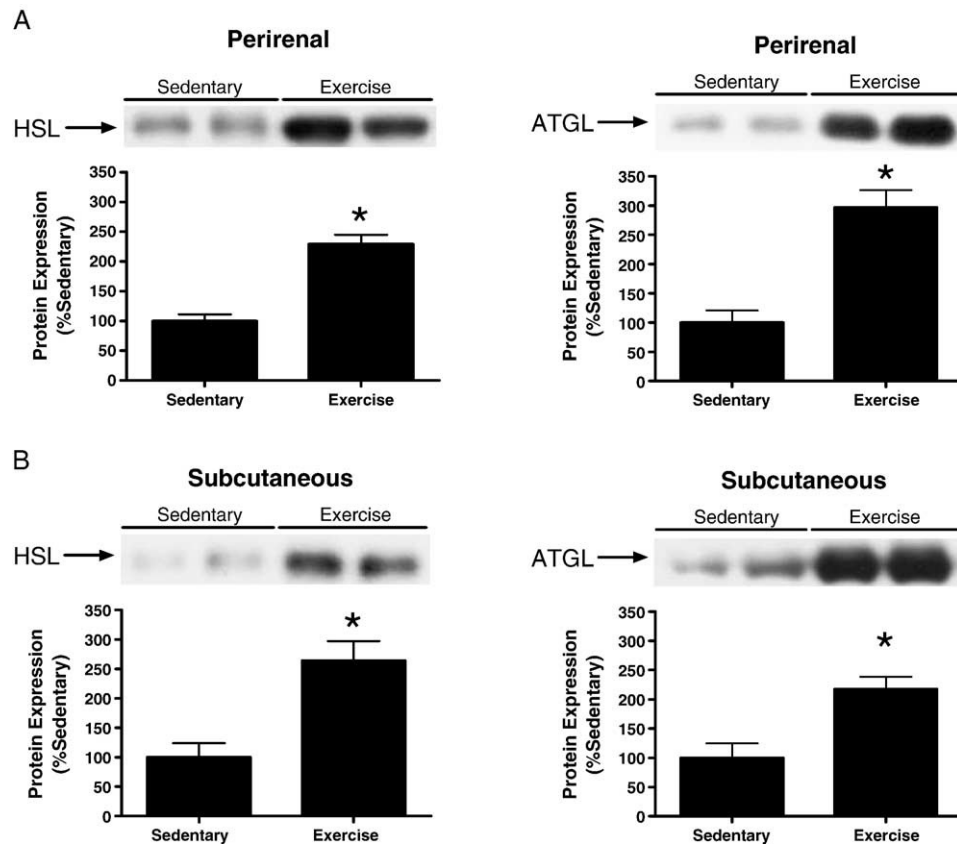 A
Perirenal
Sedentary Exercise
HSL
Protein Expression
(%Sedentary)
350
300
250
200
150
100
50
0
*
Sedentary Exercise
Perirenal
Sedentary Exercise
ATGL
Protein Expression
(%Sedentary)
350
300
250
200
150
100
50
0
*
Sedentary Exercise
B
Subcutaneous
Sedentary Exercise
HSL
Protein Expression
(%Sedentary)
350
300
250
200
150
100
50
0
*
Sedentary Exercise
Subcutaneous
Sedentary Exercise
ATGL
Protein Expression
(%Sedentary)
350
300
250
200
150
100
50
0
*
Sedentary Exercise